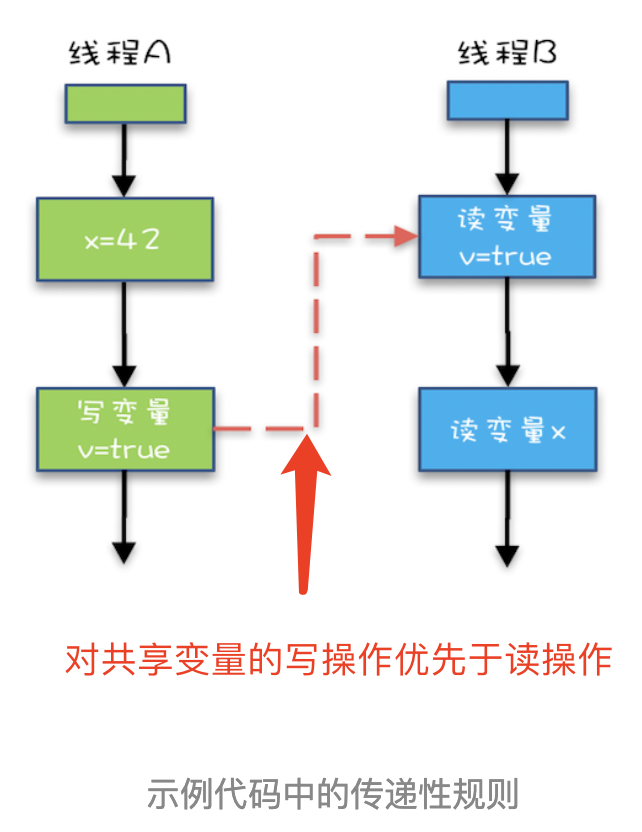 线程A
线程B
x=42
写变量
v=true
读变量
v=true
读变量x
对共享变量的写操作优先于读操作
示例代码中的传递性规则